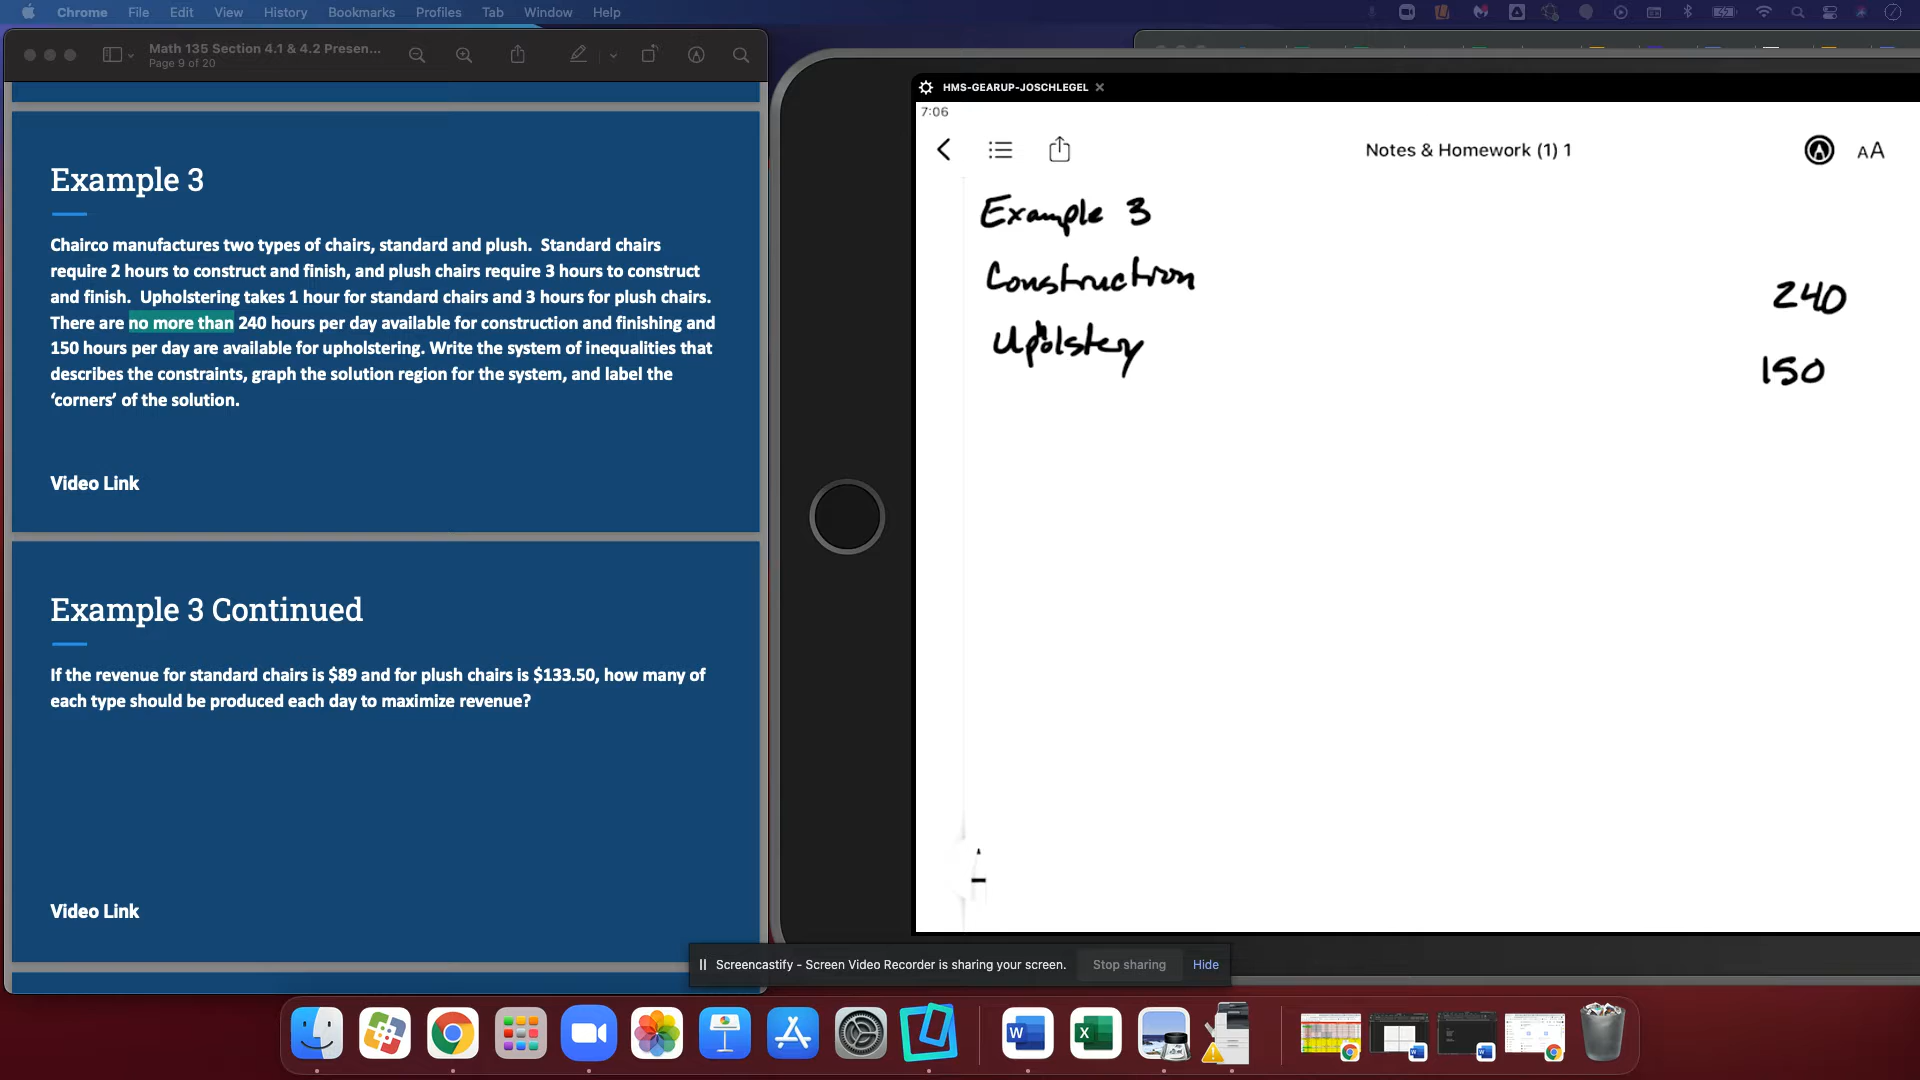 Chrome File Edit View History Bookmarks Profiles Tab Window Help
Math 135 Section 4.1 & 4.2 Presen...
Page 9 of 20
Example 3
Chairco manufactures two types of chairs, standard and plush. Standard chairs
require 2 hours to construct and finish, and plush chairs require 3 hours to construct
and finish. Upholstering takes 1 hour for standard chairs and 3 hours for plush chairs.
There are no more than 240 hours per day available for construction and finishing and
150 hours per day are available for upholstering. Write the system of inequalities that
describes the constraints, graph the solution region for the system, and label the
‘corners’ of the solution.
Video Link
Example 3 Continued
If the revenue for standard chairs is $89 and for plush chairs is $133.50, how many of
each type should be produced each day to maximize revenue?
Video Link
HMS-GEARUP-JOSCHLEGEL
7:06
Notes & Homework (1) 1
AA
Example 3
Construction
240
Upholstery
150
Screencastify - Screen Video Recorder is sharing your screen. Stop sharing Hide